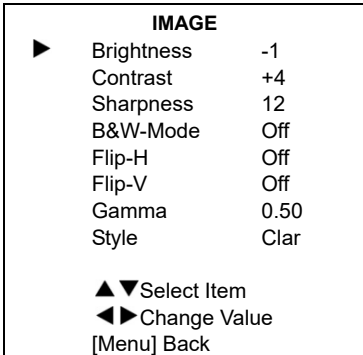 IMAGE
▶ Brightness -1
Contrast +4
Sharpness 12
B&W-Mode Off
Flip-H Off
Flip-V Off
Gamma 0.50
Style Clar
▲▼Select Item
◀▶Change Value
[Menu] Back